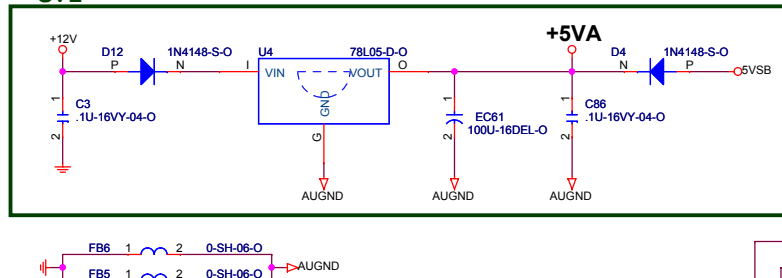 +12V
D12
1N4148-S-O
P
N
U4
78L05-D-O
I
VIN
VOUT
O
GND
G
AUGND
+5VA
D4
1N4148-S-O
N
P
5VSB
1
C3
.1U-16VY-04-O
2
1
EC61
100U-16DEL-O
2
AUGND
1
C86
.1U-16VY-04-O
2
AUGND
FB6 1 2 0-SH-06-O
AUGND
FB5 1 2 0-SH-06-O